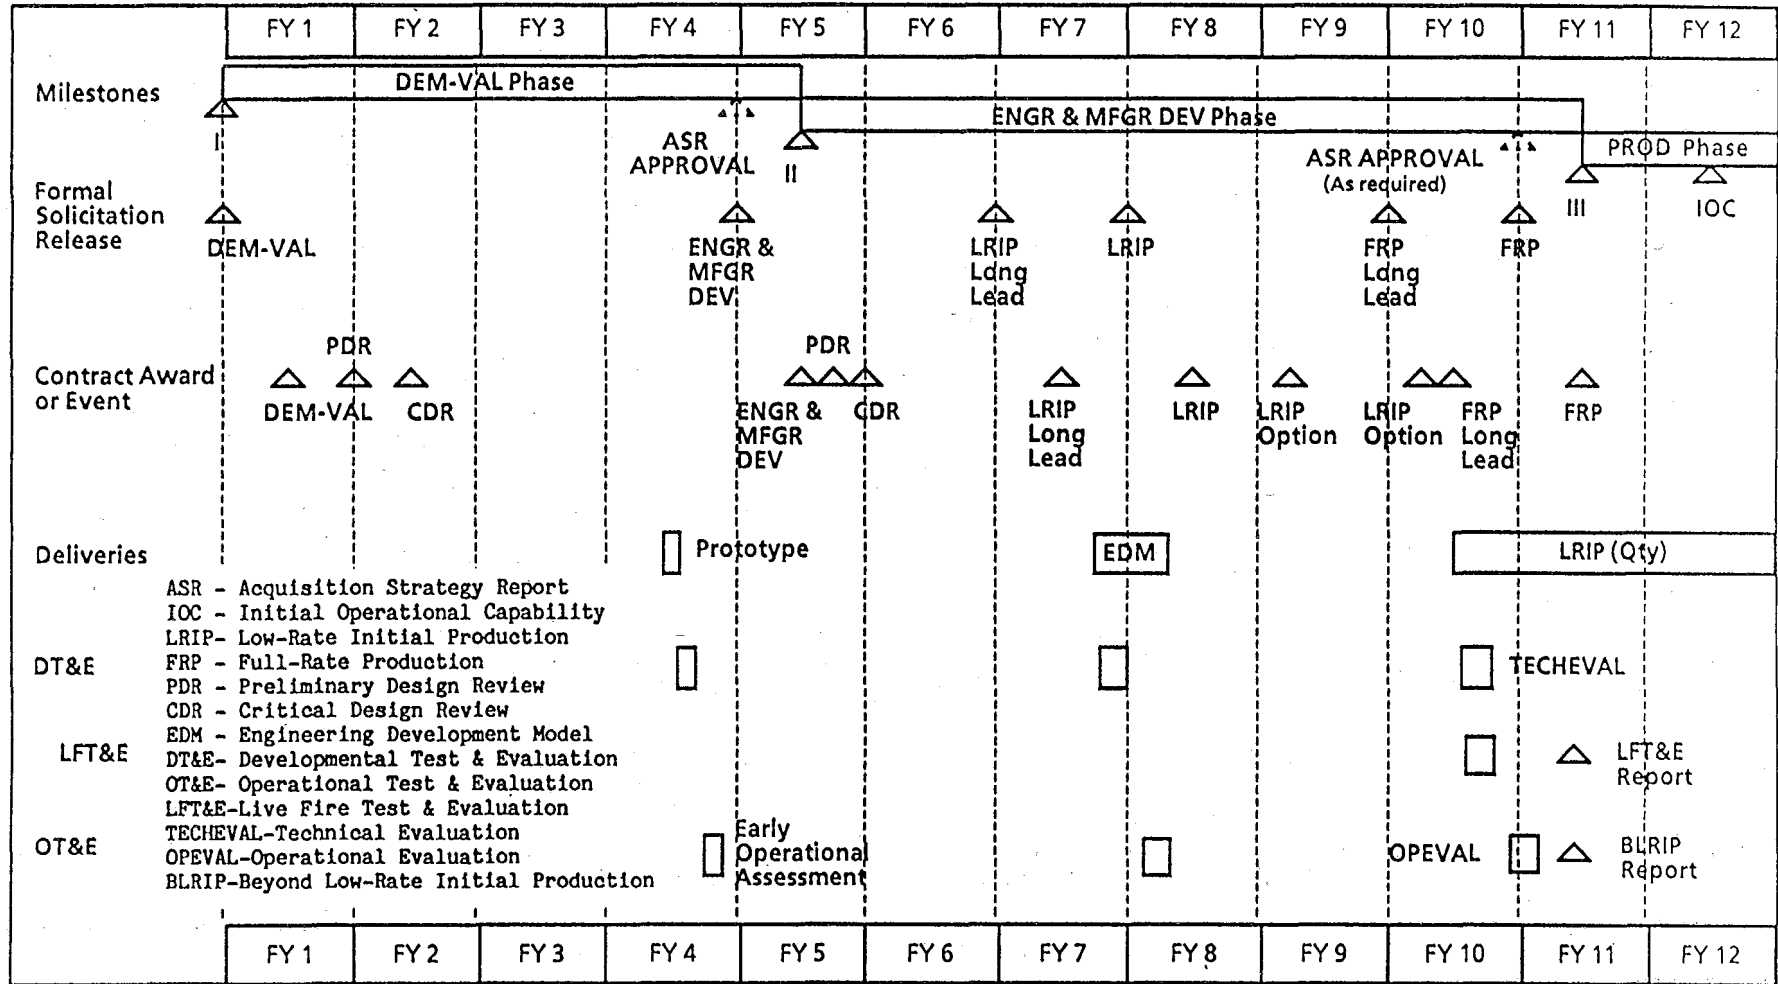 FY 1 FY 2 FY 3 FY 4 FY 5 FY 6 FY 7 FY 8 FY 9 FY 10 FY 11 FY 12
Milestones
DEM-VAL Phase
ENGR & MFGR DEV Phase
PROD Phase
I
ASR
APPROVAL
II
ASR APPROVAL
(As required)
III
IOC
Formal
Solicitation
Release
DEM-VAL
ENGR &
MFGR
DEV
LRIP
Long
Lead
LRIP
FRP
Long
Lead
FRP
Contract Award
or Event
PDR
DEM-VAL
CDR
PDR
ENGR &
MFGR
DEV
CDR
LRIP
Long
Lead
LRIP
LRIP
Option
LRIP
Option
FRP
Long
Lead
FRP
Deliveries
Prototype
EDM
LRIP (Qty)
ASR - Acquisition Strategy Report
IOC - Initial Operational Capability
LRIP- Low-Rate Initial Production
FRP - Full-Rate Production
PDR - Preliminary Design Review
CDR - Critical Design Review
EDM - Engineering Development Model
DT&E- Developmental Test & Evaluation
OT&E- Operational Test & Evaluation
LFT&E-Live Fire Test & Evaluation
TECHEVAL-Technical Evaluation
OPEVAL-Operational Evaluation
BLRIP-Beyond Low-Rate Initial Production
DT&E
TECHEVAL
LFT&E
LFT&E
Report
OT&E
Early
Operational
Assessment
OPEVAL
BLRIP
Report
FY 1 FY 2 FY 3 FY 4 FY 5 FY 6 FY 7 FY 8 FY 9 FY 10 FY 11 FY 12